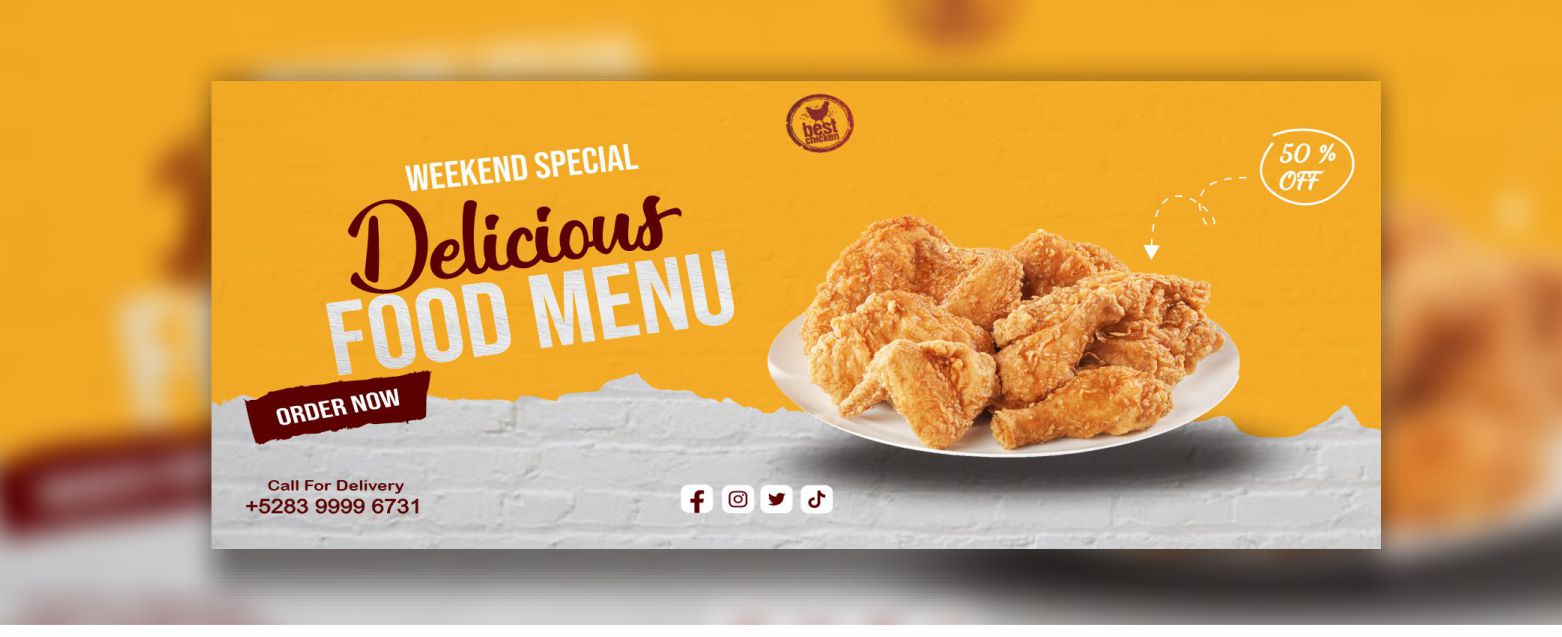 best
chicken
WEEKEND SPECIAL
Delicious
FOOD MENU
ORDER NOW
50 %
OFF
Call For Delivery
+5283 9999 6731